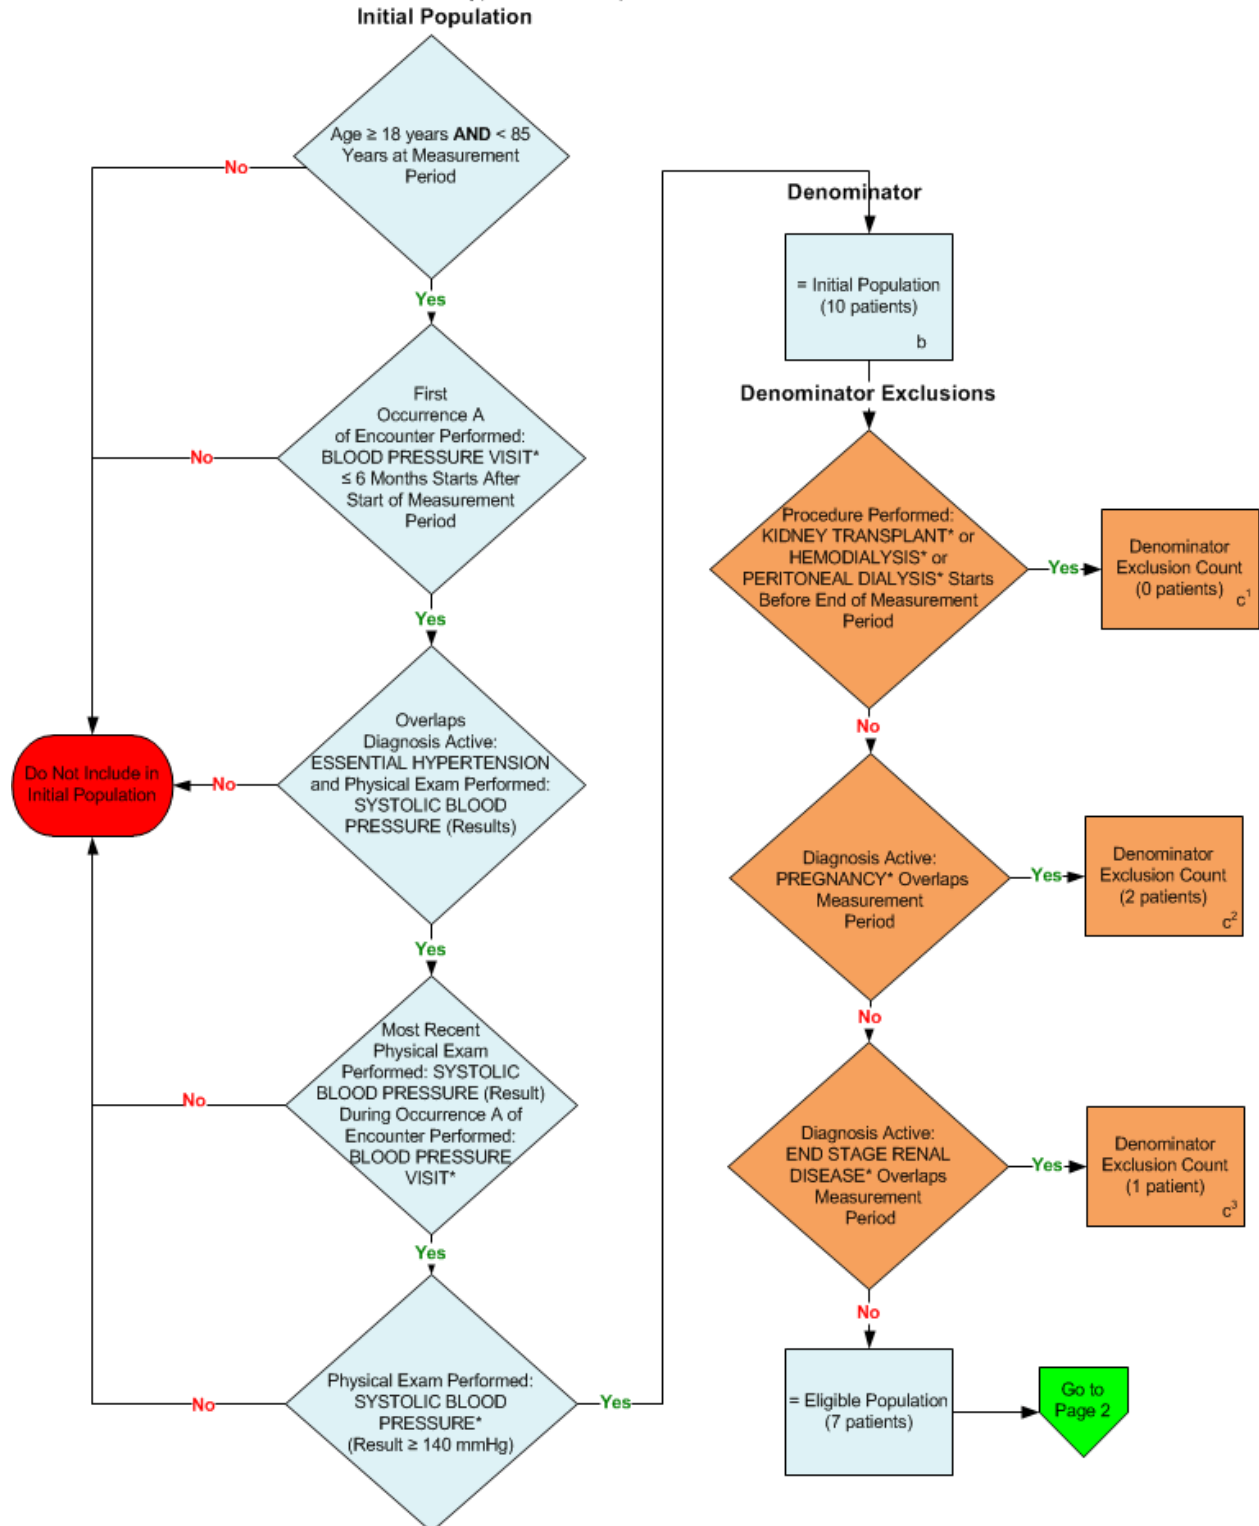 Initial Population
Age ≥ 18 years AND < 85
Years at Measurement
Period
No
Yes
First
Occurrence A
of Encounter Performed:
BLOOD PRESSURE VISIT*
≤ 6 Months Starts After
Start of Measurement
Period
No
Yes
Overlaps
Diagnosis Active:
ESSENTIAL HYPERTENSION
and Physical Exam Performed:
SYSTOLIC BLOOD
PRESSURE (Results)
No
Do Not Include in
Initial Population
Yes
Most Recent
Physical Exam
Performed: SYSTOLIC
BLOOD PRESSURE (Result)
During Occurrence A of
Encounter Performed:
BLOOD PRESSURE
VISIT*
No
Yes
Physical Exam Performed:
SYSTOLIC BLOOD
PRESSURE*
(Result ≥ 140 mmHg)
No
Yes
Denominator
= Initial Population
(10 patients)
b
Denominator Exclusions
Procedure Performed:
KIDNEY TRANSPLANT* or
HEMODIALYSIS* or
PERITONEAL DIALYSIS* Starts
Before End of Measurement
Period
Yes
Denominator
Exclusion Count
(0 patients)
c¹
No
Diagnosis Active:
PREGNANCY* Overlaps
Measurement
Period
Yes
Denominator
Exclusion Count
(2 patients)
c²
No
Diagnosis Active:
END STAGE RENAL
DISEASE* Overlaps
Measurement
Period
Yes
Denominator
Exclusion Count
(1 patient)
c³
No
= Eligible Population
(7 patients)
Go to
Page 2